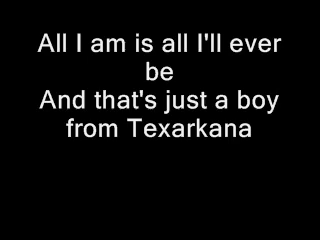 All I am is all I'll ever
be
And that's just a boy
from Texarkana